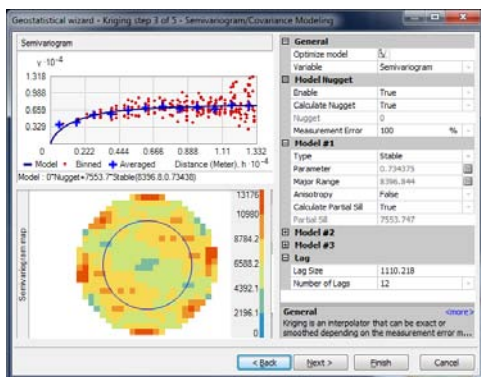 Geostatistical wizard - Kriging step 3 of 5 - Semivariogram/Covariance Modeling
Semivariogram
γ ·10⁻⁴
1.318
0.988
0.659
0.329
0 0.222 0.444 0.666 0.888 1.11 1.332
Model Binned Averaged Distance (Meter), h ·10⁻⁴
Model : 0*Nugget+7553.7*Stable(8396.8,0.73438)
Semivariogram map
13176
10980
8784.2
6588.2
4392.1
2196.1
0
General
Optimize model
Variable Semivariogram
Model Nugget
Enable True
Calculate Nugget True
Nugget 0
Measurement Error 100 %
Model #1
Type Stable
Parameter 0.734375
Major Range 8396.844
Anisotropy False
Calculate Partial Sill True
Partial Sill 7553.747
Model #2
Model #3
Lag
Lag Size 1110.218
Number of Lags 12
General <more>
Kriging is an interpolator that can be exact or
smoothed depending on the measurement error m...
< Back Next > Finish Cancel